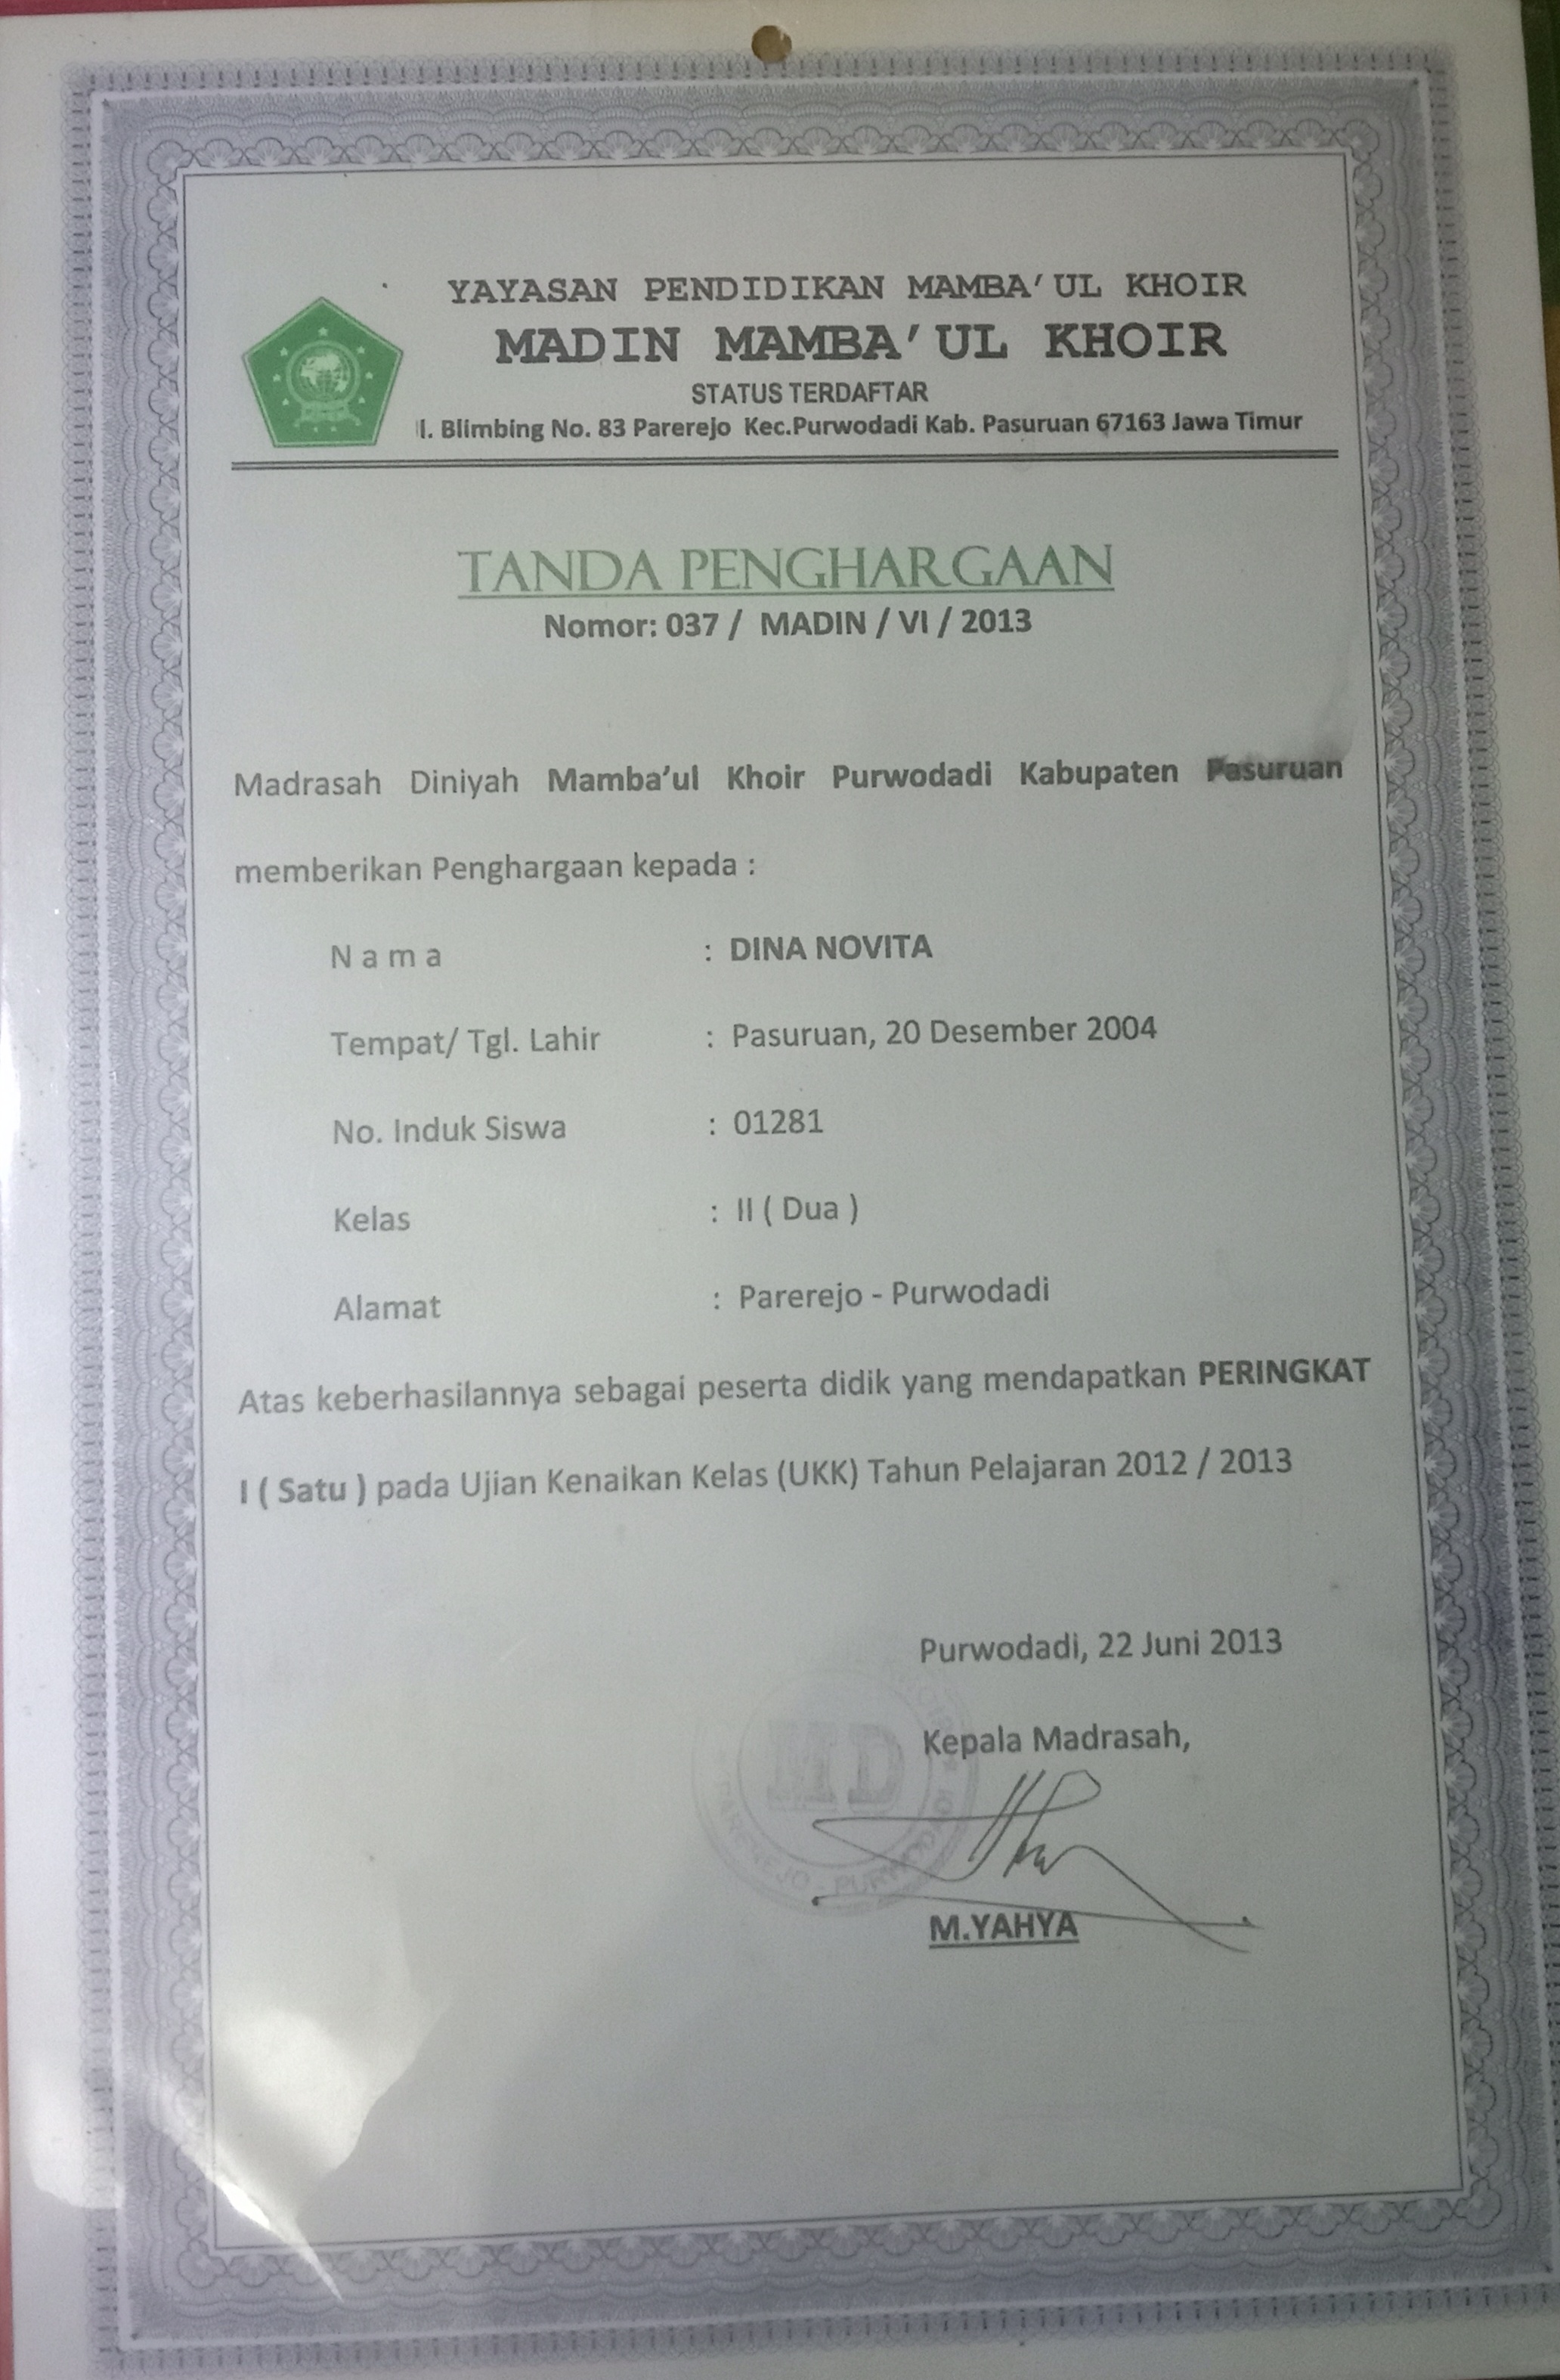 YAYASAN PENDIDIKAN MAMBA'UL KHOIR
MADIN MAMBA'UL KHOIR
STATUS TERDAFTAR
l. Blimbing No. 83 Parerejo Kec.Purwodadi Kab. Pasuruan 67163 Jawa Timur
TANDA PENGHARGAAN
Nomor: 037 / MADIN / VI / 2013
Madrasah Diniyah Mamba'ul Khoir Purwodadi Kabupaten Pasuruan
memberikan Penghargaan kepada :
N a m a : DINA NOVITA
Tempat/ Tgl. Lahir : Pasuruan, 20 Desember 2004
No. Induk Siswa : 01281
Kelas : II ( Dua )
Alamat : Parerejo - Purwodadi
Atas keberhasilannya sebagai peserta didik yang mendapatkan PERINGKAT
I ( Satu ) pada Ujian Kenaikan Kelas (UKK) Tahun Pelajaran 2012 / 2013
Purwodadi, 22 Juni 2013
Kepala Madrasah,
MD
M.YAHYA